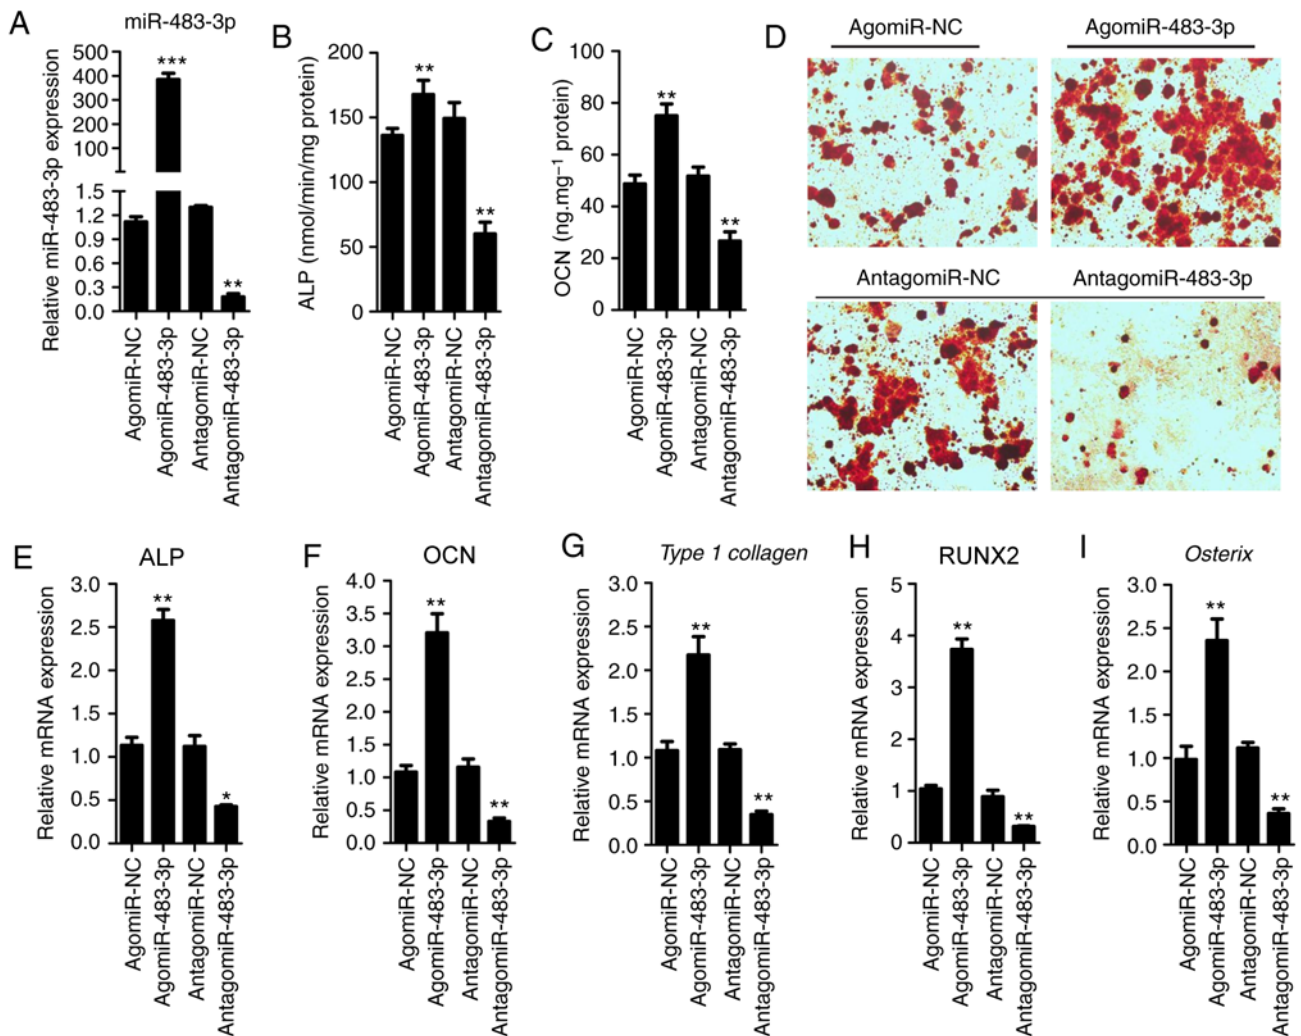 A
miR-483-3p
Relative miR-483-3p expression
500
400
300
200
100
1.5
1.2
0.9
0.6
0.3
0.0
***
**
AgomiR-NC
AgomiR-483-3p
AntagomiR-NC
AntagomiR-483-3p
B
ALP (nmol/min/mg protein)
200
150
100
50
0
**
**
AgomiR-NC
AgomiR-483-3p
AntagomiR-NC
AntagomiR-483-3p
C
OCN (ng.mg⁻¹ protein)
100
80
60
40
20
0
**
**
AgomiR-NC
AgomiR-483-3p
AntagomiR-NC
AntagomiR-483-3p
D
AgomiR-NC
AgomiR-483-3p
AntagomiR-NC
AntagomiR-483-3p
E
ALP
Relative mRNA expression
3.0
2.5
2.0
1.5
1.0
0.5
0.0
**
*
AgomiR-NC
AgomiR-483-3p
AntagomiR-NC
AntagomiR-483-3p
F
OCN
Relative mRNA expression
4.0
3.5
3.0
2.5
2.0
1.5
1.0
0.5
0.0
**
**
AgomiR-NC
AgomiR-483-3p
AntagomiR-NC
AntagomiR-483-3p
G
Type 1 collagen
Relative mRNA expression
3.0
2.5
2.0
1.5
1.0
0.5
0.0
**
**
AgomiR-NC
AgomiR-483-3p
AntagomiR-NC
AntagomiR-483-3p
H
RUNX2
Relative mRNA expression
5
4
3
2
1
0
**
**
AgomiR-NC
AgomiR-483-3p
AntagomiR-NC
AntagomiR-483-3p
I
Osterix
Relative mRNA expression
3.0
2.5
2.0
1.5
1.0
0.5
0.0
**
**
AgomiR-NC
AgomiR-483-3p
AntagomiR-NC
AntagomiR-483-3p